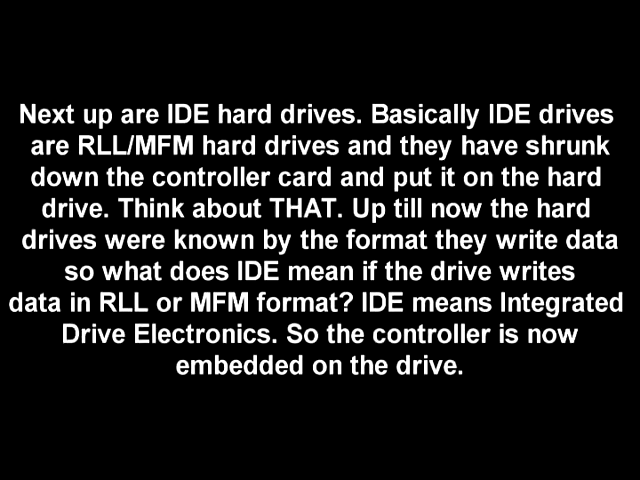 Next up are IDE hard drives. Basically IDE drives
are RLL/MFM hard drives and they have shrunk
down the controller card and put it on the hard
drive. Think about THAT. Up till now the hard
drives were known by the format they write data
so what does IDE mean if the drive writes
data in RLL or MFM format? IDE means Integrated
Drive Electronics. So the controller is now
embedded on the drive.